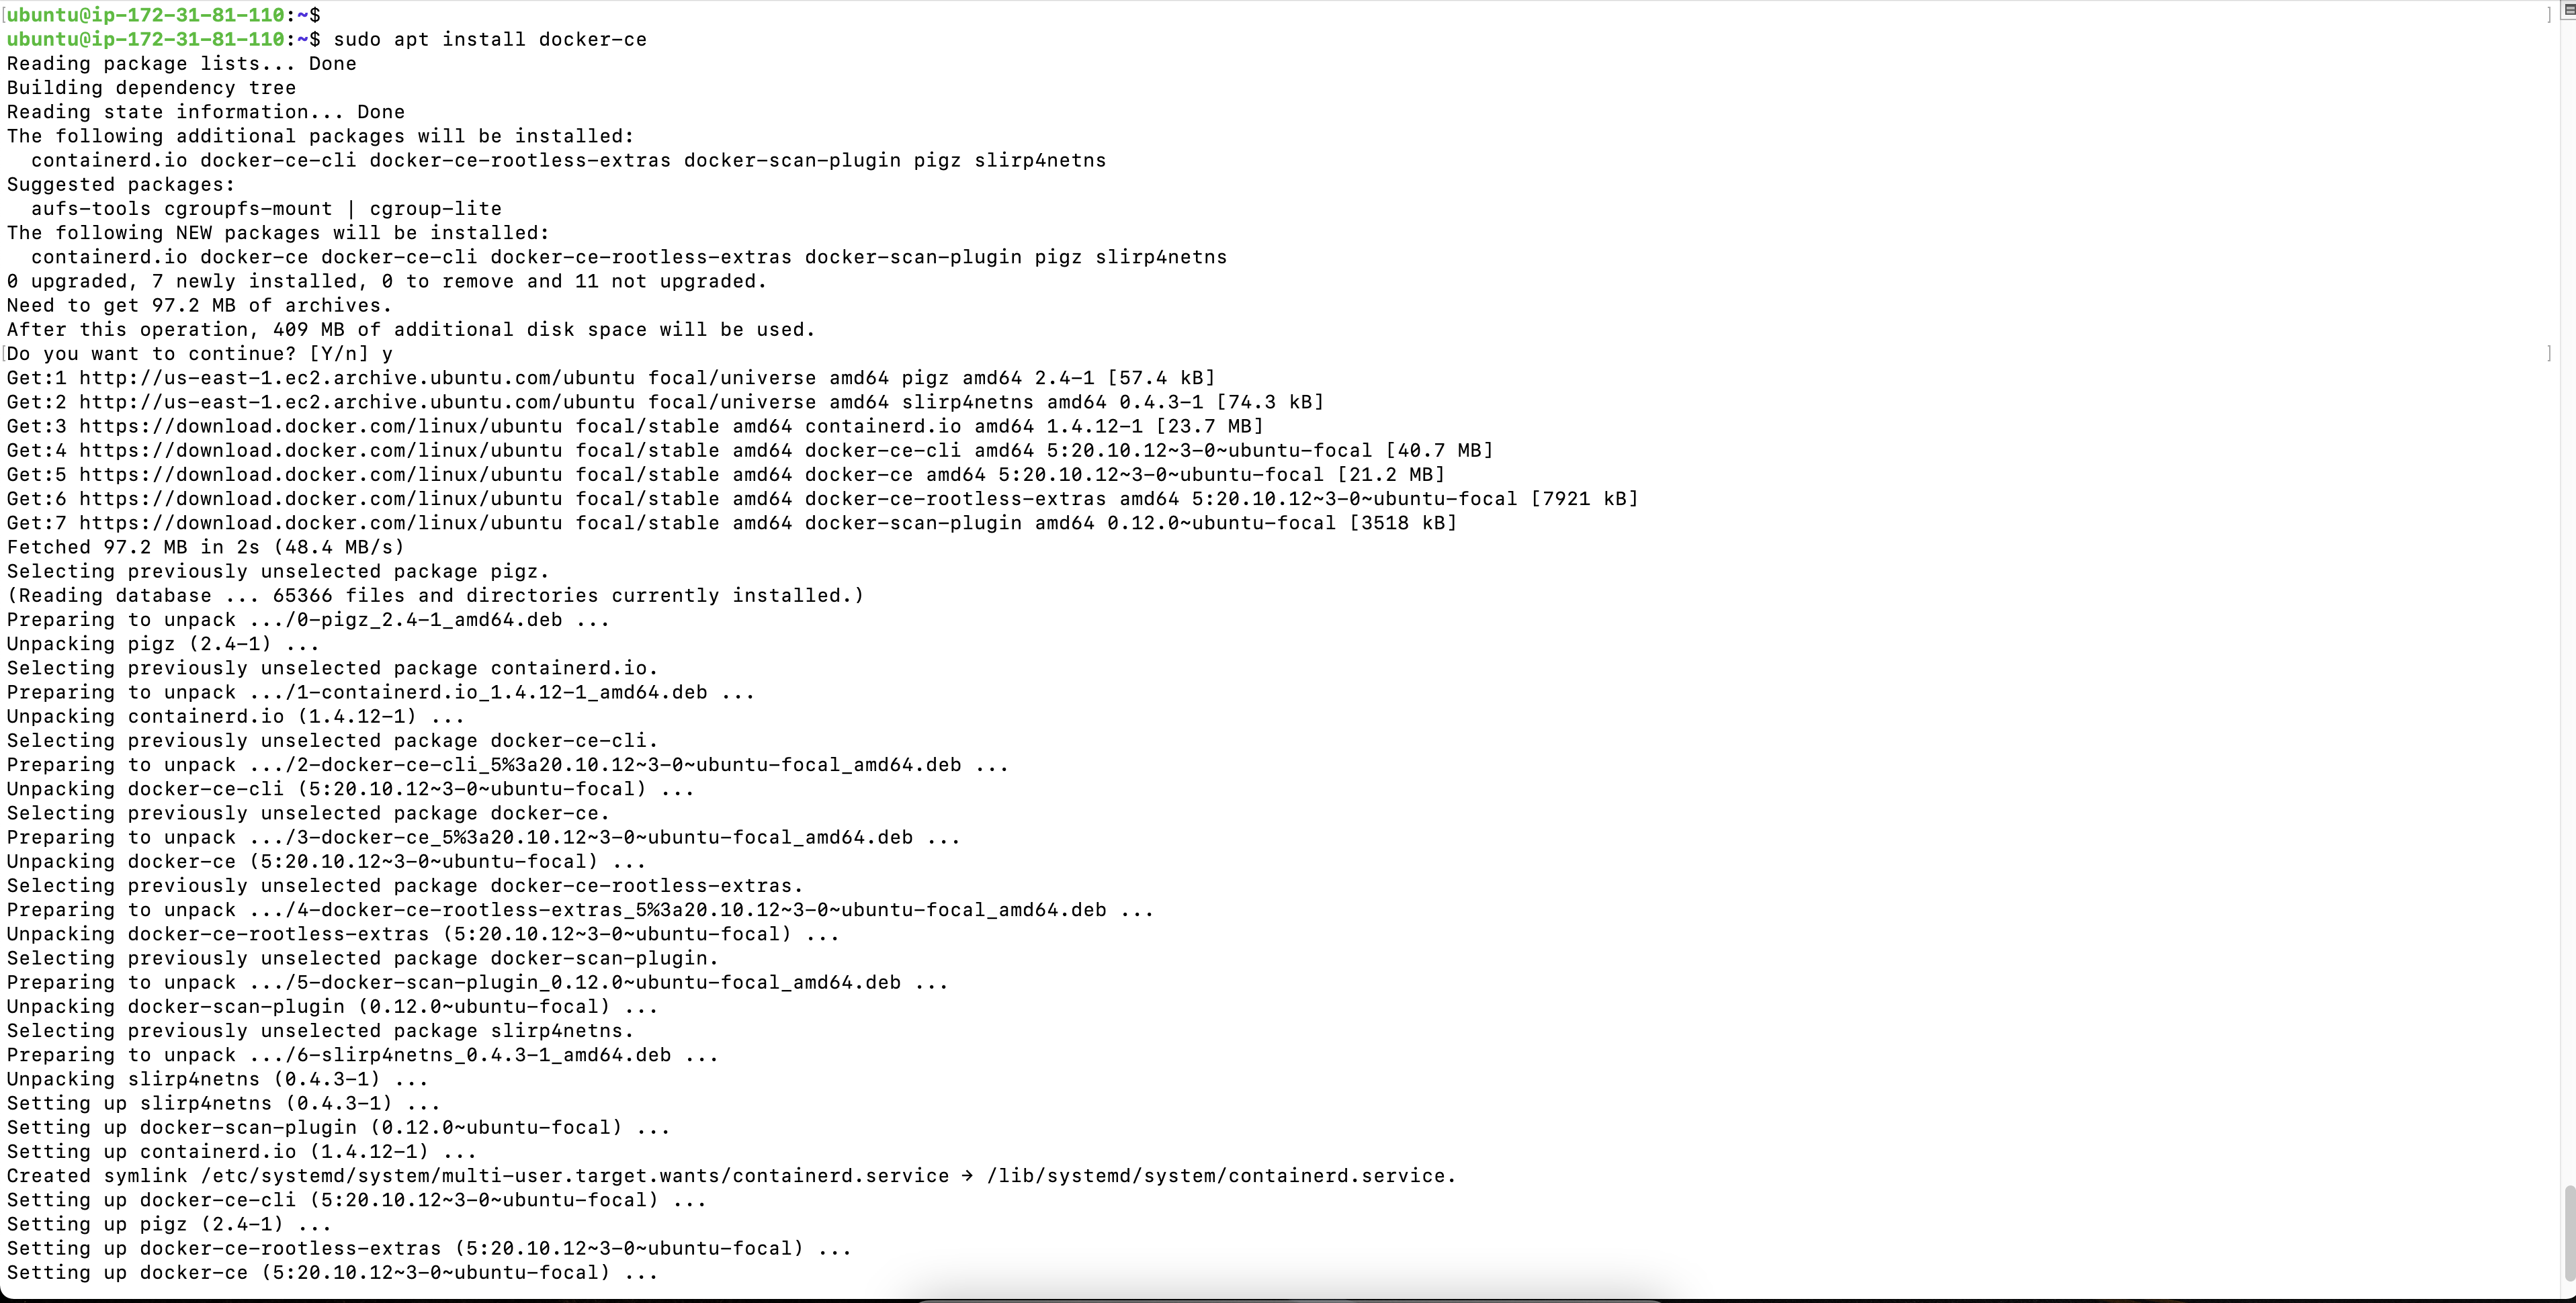 ubuntu@ip-172-31-81-110:~$
ubuntu@ip-172-31-81-110:~$ sudo apt install docker-ce
Reading package lists... Done
Building dependency tree
Reading state information... Done
The following additional packages will be installed:
  containerd.io docker-ce-cli docker-ce-rootless-extras docker-scan-plugin pigz slirp4netns
Suggested packages:
  aufs-tools cgroupfs-mount | cgroup-lite
The following NEW packages will be installed:
  containerd.io docker-ce docker-ce-cli docker-ce-rootless-extras docker-scan-plugin pigz slirp4netns
0 upgraded, 7 newly installed, 0 to remove and 11 not upgraded.
Need to get 97.2 MB of archives.
After this operation, 409 MB of additional disk space will be used.
Do you want to continue? [Y/n] y
Get:1 http://us-east-1.ec2.archive.ubuntu.com/ubuntu focal/universe amd64 pigz amd64 2.4-1 [57.4 kB]
Get:2 http://us-east-1.ec2.archive.ubuntu.com/ubuntu focal/universe amd64 slirp4netns amd64 0.4.3-1 [74.3 kB]
Get:3 https://download.docker.com/linux/ubuntu focal/stable amd64 containerd.io amd64 1.4.12-1 [23.7 MB]
Get:4 https://download.docker.com/linux/ubuntu focal/stable amd64 docker-ce-cli amd64 5:20.10.12~3-0~ubuntu-focal [40.7 MB]
Get:5 https://download.docker.com/linux/ubuntu focal/stable amd64 docker-ce amd64 5:20.10.12~3-0~ubuntu-focal [21.2 MB]
Get:6 https://download.docker.com/linux/ubuntu focal/stable amd64 docker-ce-rootless-extras amd64 5:20.10.12~3-0~ubuntu-focal [7921 kB]
Get:7 https://download.docker.com/linux/ubuntu focal/stable amd64 docker-scan-plugin amd64 0.12.0~ubuntu-focal [3518 kB]
Fetched 97.2 MB in 2s (48.4 MB/s)
Selecting previously unselected package pigz.
(Reading database ... 65366 files and directories currently installed.)
Preparing to unpack .../0-pigz_2.4-1_amd64.deb ...
Unpacking pigz (2.4-1) ...
Selecting previously unselected package containerd.io.
Preparing to unpack .../1-containerd.io_1.4.12-1_amd64.deb ...
Unpacking containerd.io (1.4.12-1) ...
Selecting previously unselected package docker-ce-cli.
Preparing to unpack .../2-docker-ce-cli_5%3a20.10.12~3-0~ubuntu-focal_amd64.deb ...
Unpacking docker-ce-cli (5:20.10.12~3-0~ubuntu-focal) ...
Selecting previously unselected package docker-ce.
Preparing to unpack .../3-docker-ce_5%3a20.10.12~3-0~ubuntu-focal_amd64.deb ...
Unpacking docker-ce (5:20.10.12~3-0~ubuntu-focal) ...
Selecting previously unselected package docker-ce-rootless-extras.
Preparing to unpack .../4-docker-ce-rootless-extras_5%3a20.10.12~3-0~ubuntu-focal_amd64.deb ...
Unpacking docker-ce-rootless-extras (5:20.10.12~3-0~ubuntu-focal) ...
Selecting previously unselected package docker-scan-plugin.
Preparing to unpack .../5-docker-scan-plugin_0.12.0~ubuntu-focal_amd64.deb ...
Unpacking docker-scan-plugin (0.12.0~ubuntu-focal) ...
Selecting previously unselected package slirp4netns.
Preparing to unpack .../6-slirp4netns_0.4.3-1_amd64.deb ...
Unpacking slirp4netns (0.4.3-1) ...
Setting up slirp4netns (0.4.3-1) ...
Setting up docker-scan-plugin (0.12.0~ubuntu-focal) ...
Setting up containerd.io (1.4.12-1) ...
Created symlink /etc/systemd/system/multi-user.target.wants/containerd.service → /lib/systemd/system/containerd.service.
Setting up docker-ce-cli (5:20.10.12~3-0~ubuntu-focal) ...
Setting up pigz (2.4-1) ...
Setting up docker-ce-rootless-extras (5:20.10.12~3-0~ubuntu-focal) ...
Setting up docker-ce (5:20.10.12~3-0~ubuntu-focal) ...